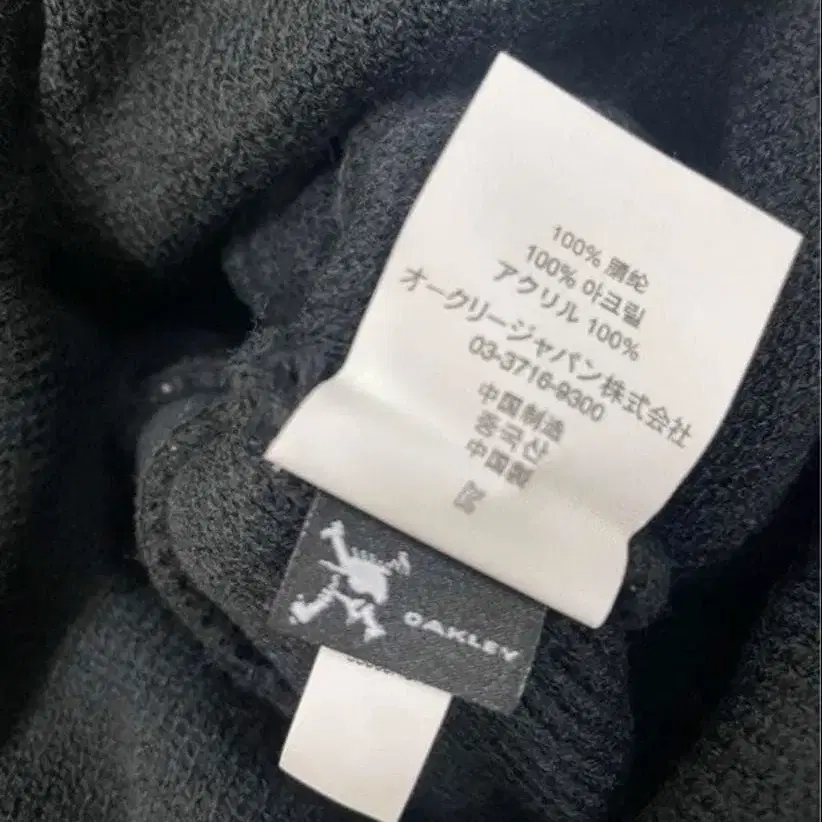 100% 腈纶
100% 아크릴
アクリル 100%
オークリージャパン株式会社
03-3716-9300
中国制造
중국산
中国製
OAKLEY